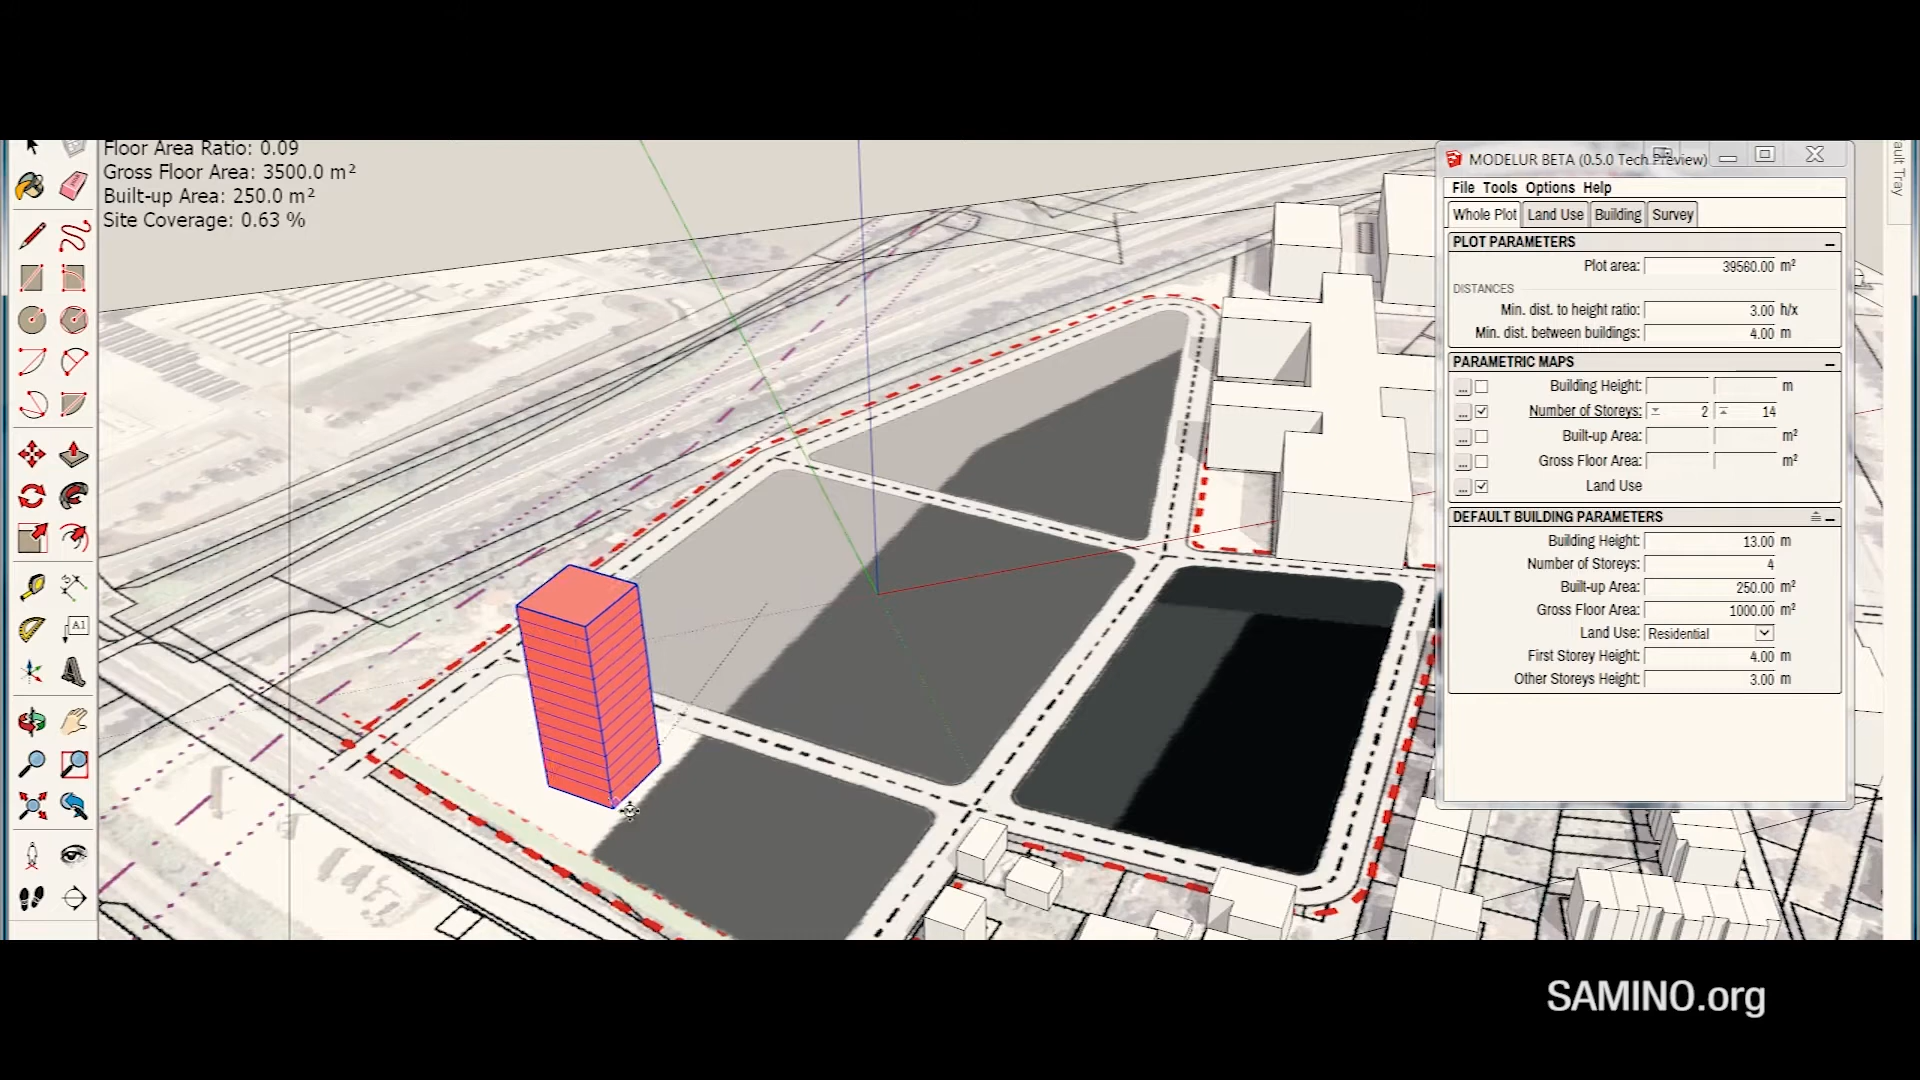 Floor Area Ratio: 0.09
Gross Floor Area: 3500.0 m²
Built-up Area: 250.0 m²
Site Coverage: 0.63 %
A1
MODELUR BETA (0.5.0 Tech Preview)
File Tools Options Help
Whole Plot Land Use Building Survey
PLOT PARAMETERS
Plot area: 39560.00 m²
DISTANCES
Min. dist. to height ratio: 3.00 h/x
Min. dist. between buildings: 4.00 m
PARAMETRIC MAPS
... Building Height: m
... Number of Storeys: 2 14
... Built-up Area: m²
... Gross Floor Area: m²
... Land Use
DEFAULT BUILDING PARAMETERS
Building Height: 13.00 m
Number of Storeys: 4
Built-up Area: 250.00 m²
Gross Floor Area: 1000.00 m²
Land Use: Residential
First Storey Height: 4.00 m
Other Storeys Height: 3.00 m
ault Tray
SAMINO.org